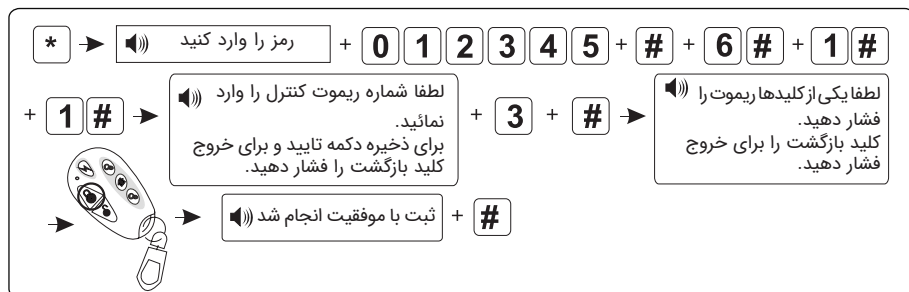 * رمز را وارد کنید + 0 1 2 3 4 5 + # + 6 # + 1 #
+ 1 #
لطفا شماره ریموت کنترل را وارد
نمائید.
برای ذخیره دکمه تایید و برای خروج
کلید بازگشت را فشار دهید.
+ 3 + #
لطفا یکی از کلیدها ریموت را
فشار دهید.
کلید بازگشت را برای خروج
فشار دهید.
ثبت با موفقیت انجام شد + #